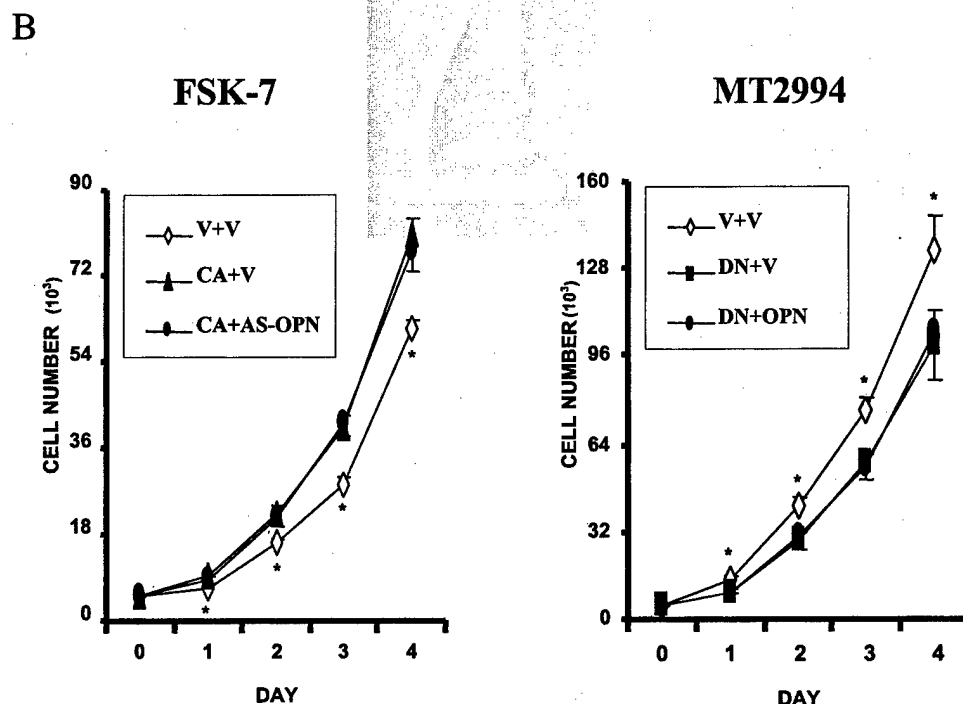 B
FSK-7
90
72
54
36
18
0
CELL NUMBER (10³)
V+V
CA+V
CA+AS-OPN
*
*
*
*
0 1 2 3 4
DAY
MT2994
160
128
96
64
32
0
CELL NUMBER (10³)
V+V
DN+V
DN+OPN
*
*
*
*
0 1 2 3 4
DAY